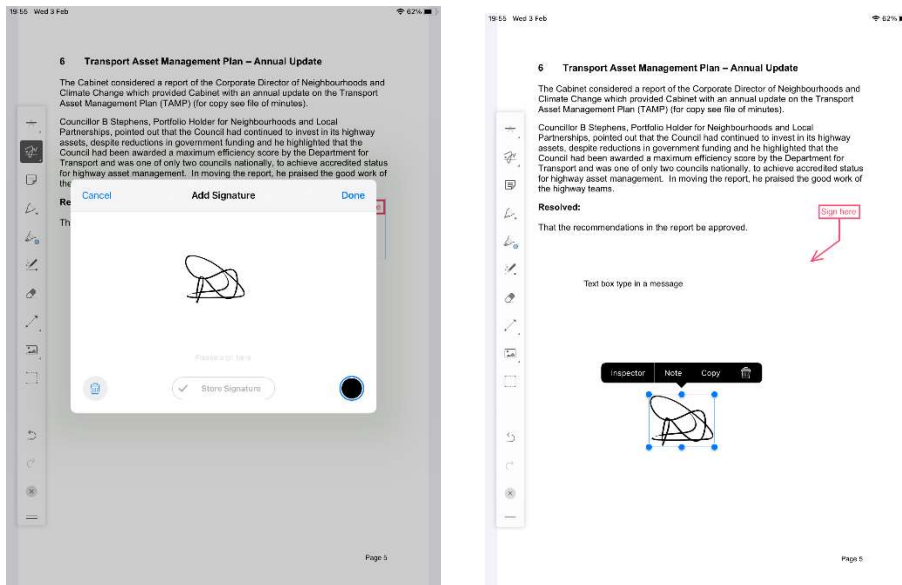 19:55 Wed 3 Feb
62%
6 Transport Asset Management Plan – Annual Update
The Cabinet considered a report of the Corporate Director of Neighbourhoods and
Climate Change which provided Cabinet with an annual update on the Transport
Asset Management Plan (TAMP) (for copy see file of minutes).
Councillor B Stephens, Portfolio Holder for Neighbourhoods and Local
Partnerships, pointed out that the Council had continued to invest in its highway
assets, despite reductions in government funding and he highlighted that the
Council had been awarded a maximum efficiency score by the Department for
Transport and was one of only two councils nationally, to achieve accredited status
for highway asset management. In moving the report, he praised the good work of
the
Re
Th
Cancel Add Signature Done
Store Signature
Page 5
19:55 Wed 3 Feb
62%
6 Transport Asset Management Plan – Annual Update
The Cabinet considered a report of the Corporate Director of Neighbourhoods and
Climate Change which provided Cabinet with an annual update on the Transport
Asset Management Plan (TAMP) (for copy see file of minutes).
Councillor B Stephens, Portfolio Holder for Neighbourhoods and Local
Partnerships, pointed out that the Council had continued to invest in its highway
assets, despite reductions in government funding and he highlighted that the
Council had been awarded a maximum efficiency score by the Department for
Transport and was one of only two councils nationally, to achieve accredited status
for highway asset management. In moving the report, he praised the good work of
the highway teams.
Resolved:
Sign here
That the recommendations in the report be approved.
Text box type in a message
Inspector Note Copy
Page 5